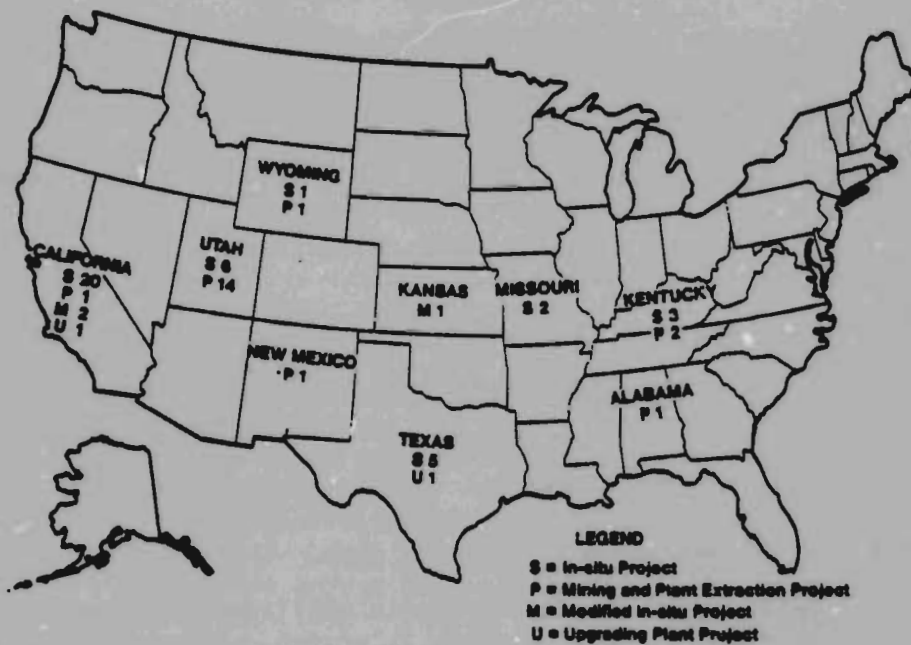 WYOMING
S 1
P 1
UTAH
S 6
P 14
CALIFORNIA
S 20
P 1
M 2
U 1
KANSAS
M 1
MISSOURI
S 2
KENTUCKY
S 3
P 2
NEW MEXICO
P 1
ALABAMA
P 1
TEXAS
S 5
U 1
LEGEND
S = In-situ Project
P = Mining and Plant Extraction Project
M = Modified In-situ Project
U = Upgrading Plant Project